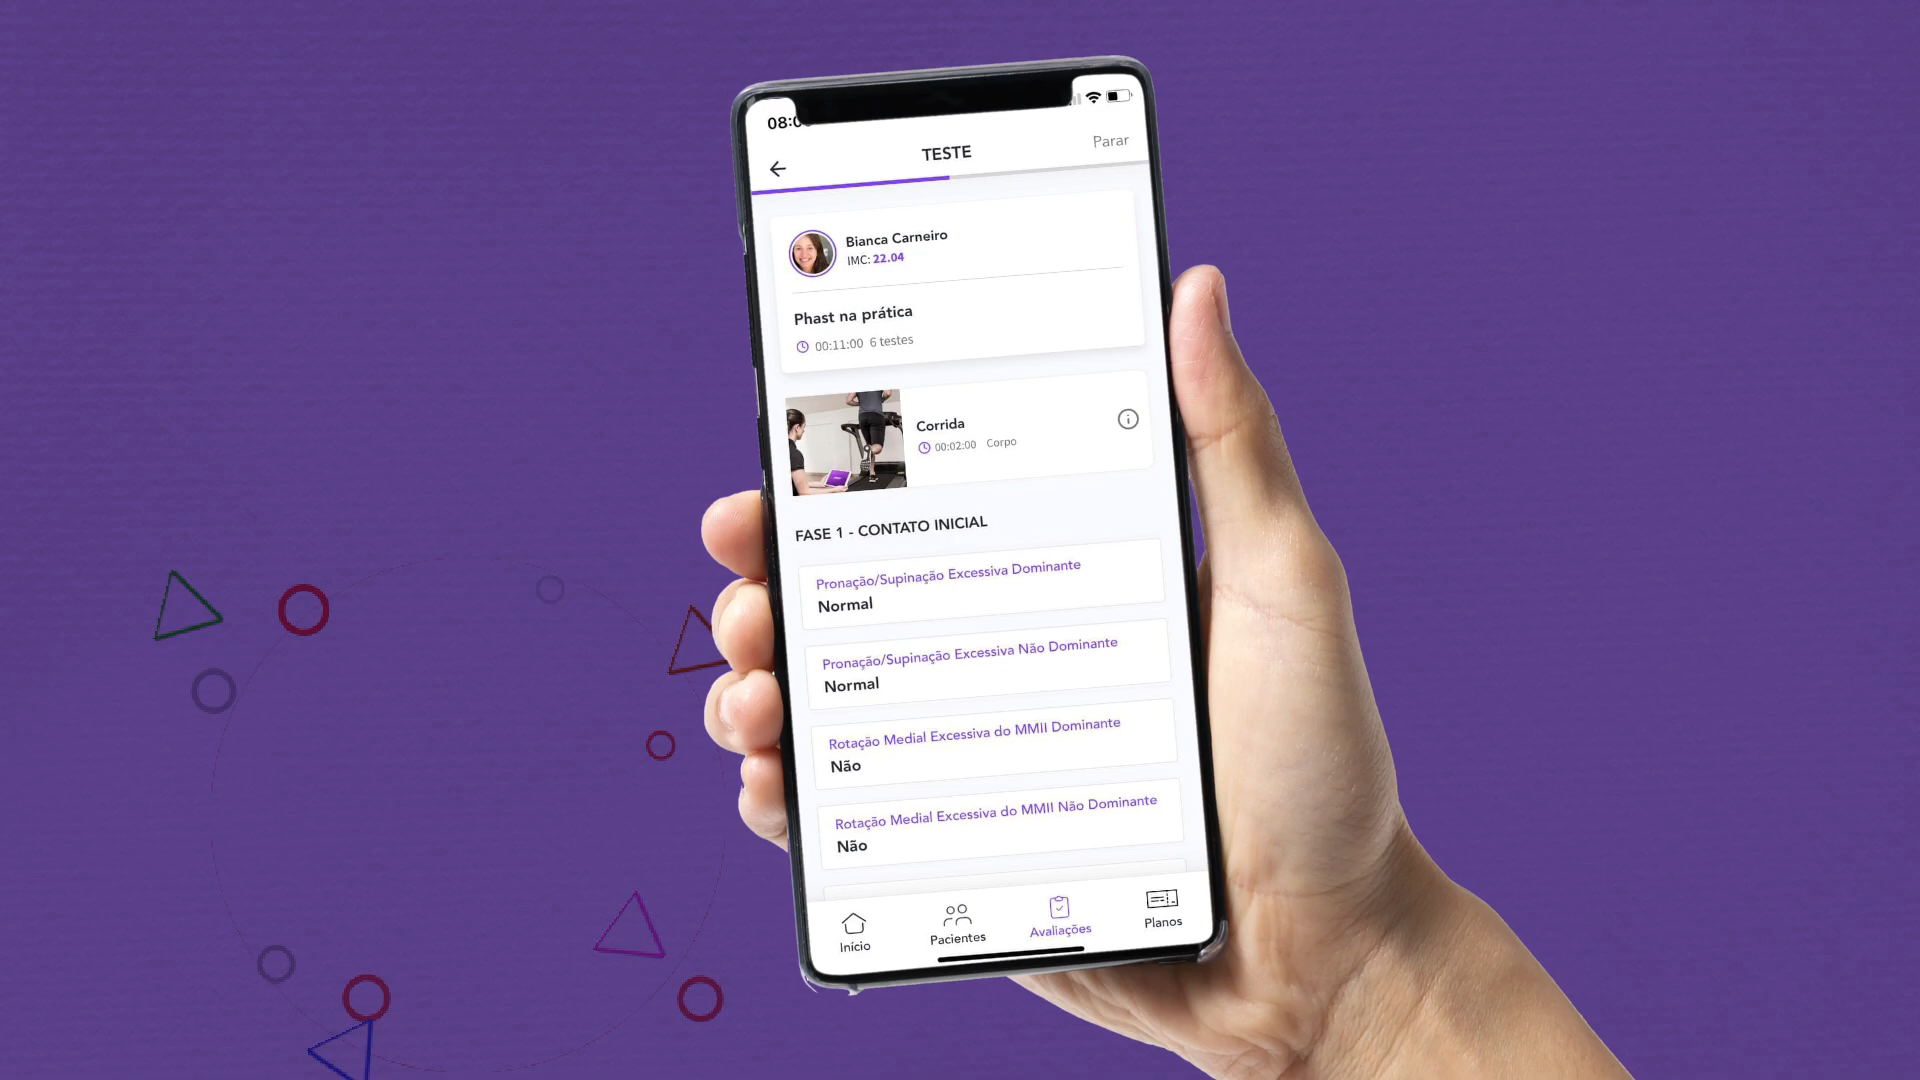 08:0
TESTE
Parar
Bianca Carneiro
IMC: 22.04
Phast na prática
00:11:00 6 testes
Corrida
00:02:00 Corpo
FASE 1 - CONTATO INICIAL
Pronação/Supinação Excessiva Dominante
Normal
Pronação/Supinação Excessiva Não Dominante
Normal
Rotação Medial Excessiva do MMII Dominante
Não
Rotação Medial Excessiva do MMII Não Dominante
Não
Início
Pacientes
Avaliações
Planos